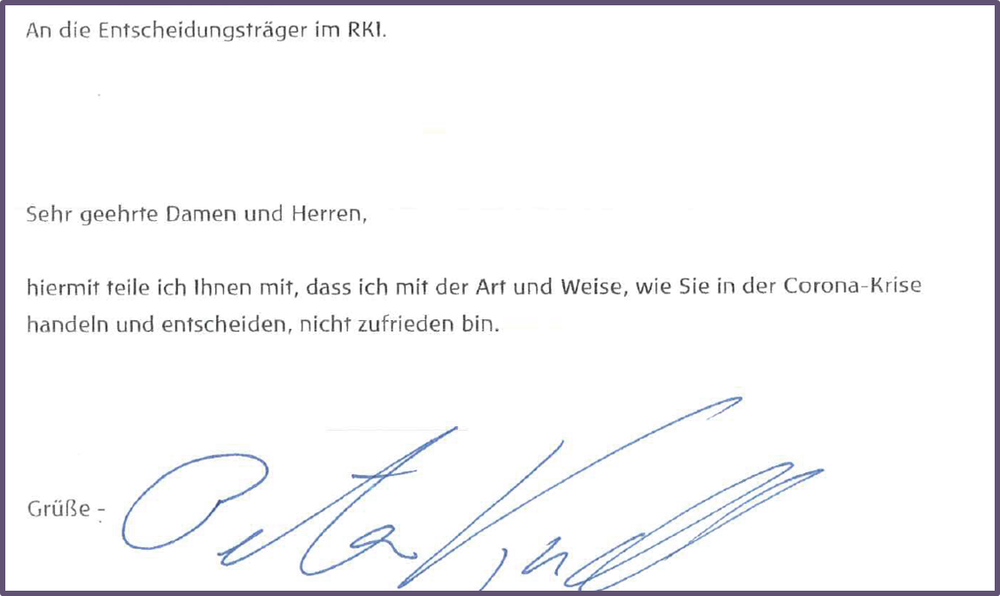 An die Entscheidungsträger im RKI.
Sehr geehrte Damen und Herren,
hiermit teile ich Ihnen mit, dass ich mit der Art und Weise, wie Sie in der Corona-Krise
handeln und entscheiden, nicht zufrieden bin.
Grüße -